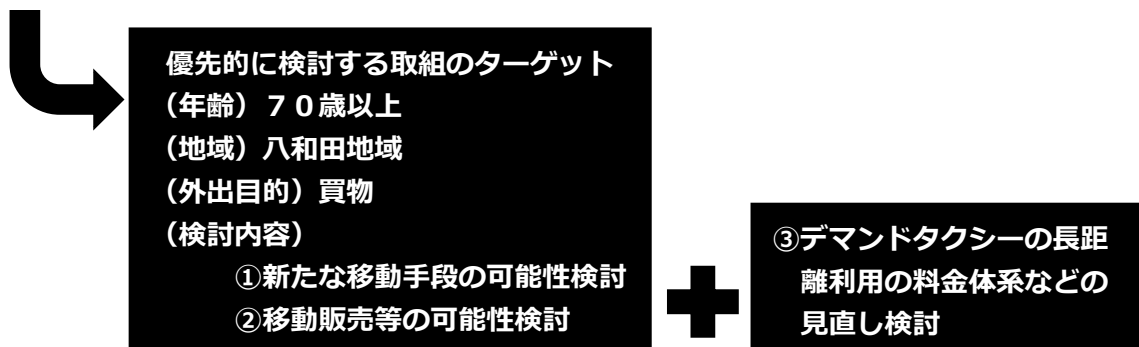 優先的に検討する取組のターゲット
（年齢）７０歳以上
（地域）八和田地域
（外出目的）買物
（検討内容）
①新たな移動手段の可能性検討
②移動販売等の可能性検討
③デマンドタクシーの長距
離利用の料金体系などの
見直し検討